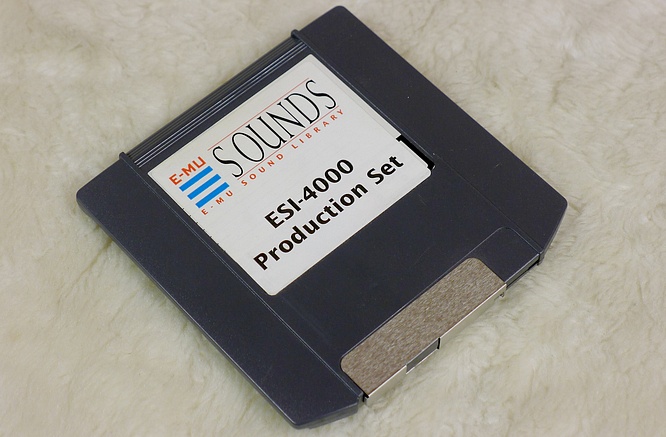 E-MU
SOUNDS
E-MU SOUND LIBRARY
ESI-4000
Production Set